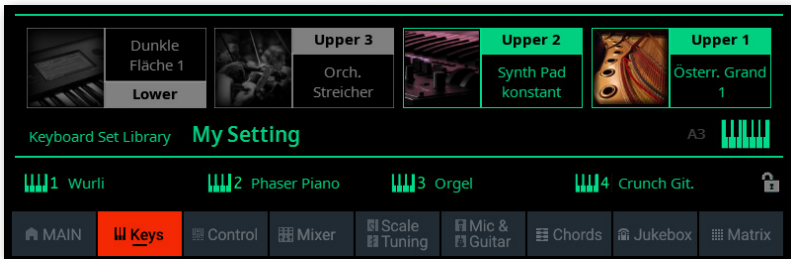 Dunkle
Fläche 1
Lower
Upper 3
Orch.
Streicher
Upper 2
Synth Pad
konstant
Upper 1
Österr. Grand
1
Keyboard Set Library My Setting A3
1 Wurli 2 Phaser Piano 3 Orgel 4 Crunch Git.
MAIN Keys Control Mixer Scale Tuning Mic & Guitar Chords Jukebox Matrix